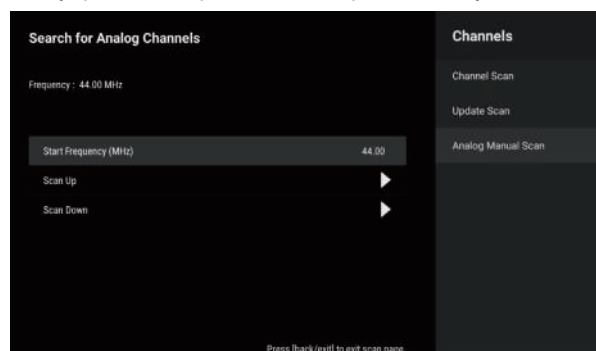 Search for Analog Channels
Frequency : 44.00 MHz
Start Frequency (MHz) 44.00
Scan Up
Scan Down
Press [back/exit] to exit scan page
Channels
Channel Scan
Update Scan
Analog Manual Scan